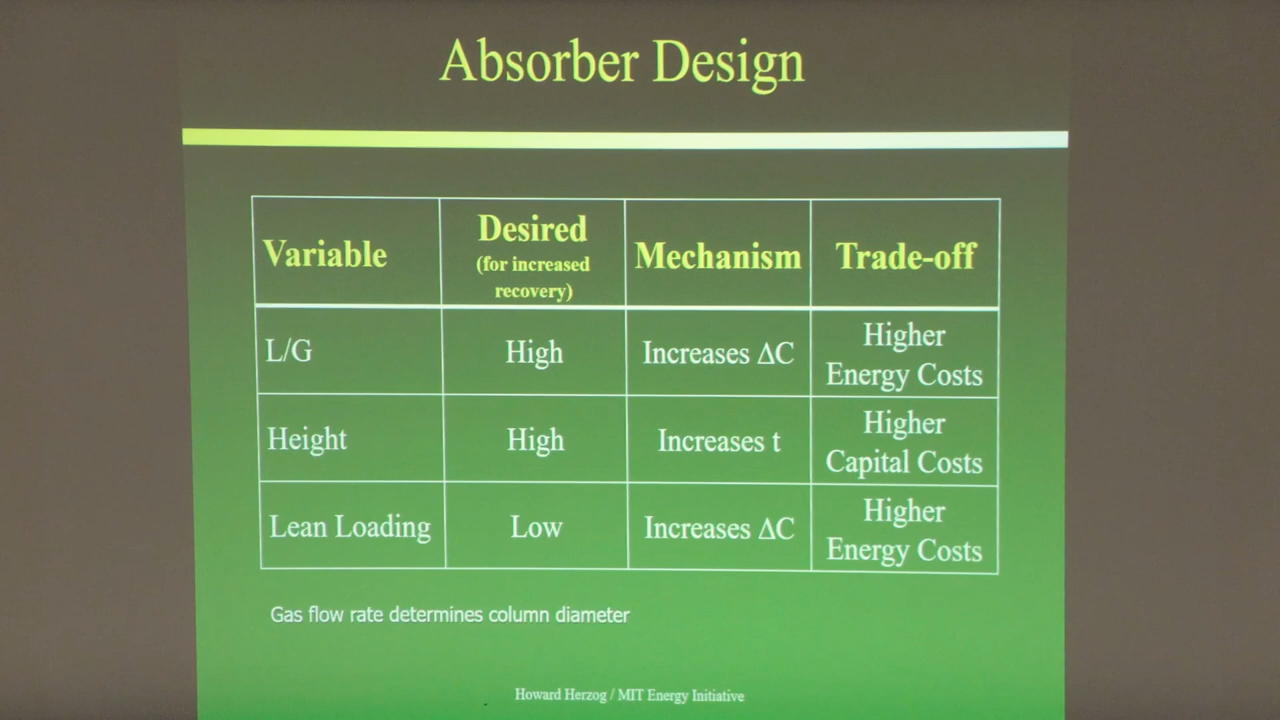 Absorber Design
Variable
Desired
(for increased
recovery)
Mechanism
Trade-off
L/G
High
Increases ΔC
Higher
Energy Costs
Height
High
Increases t
Higher
Capital Costs
Lean Loading
Low
Increases ΔC
Higher
Energy Costs
Gas flow rate determines column diameter
Howard Herzog / MIT Energy Initiative